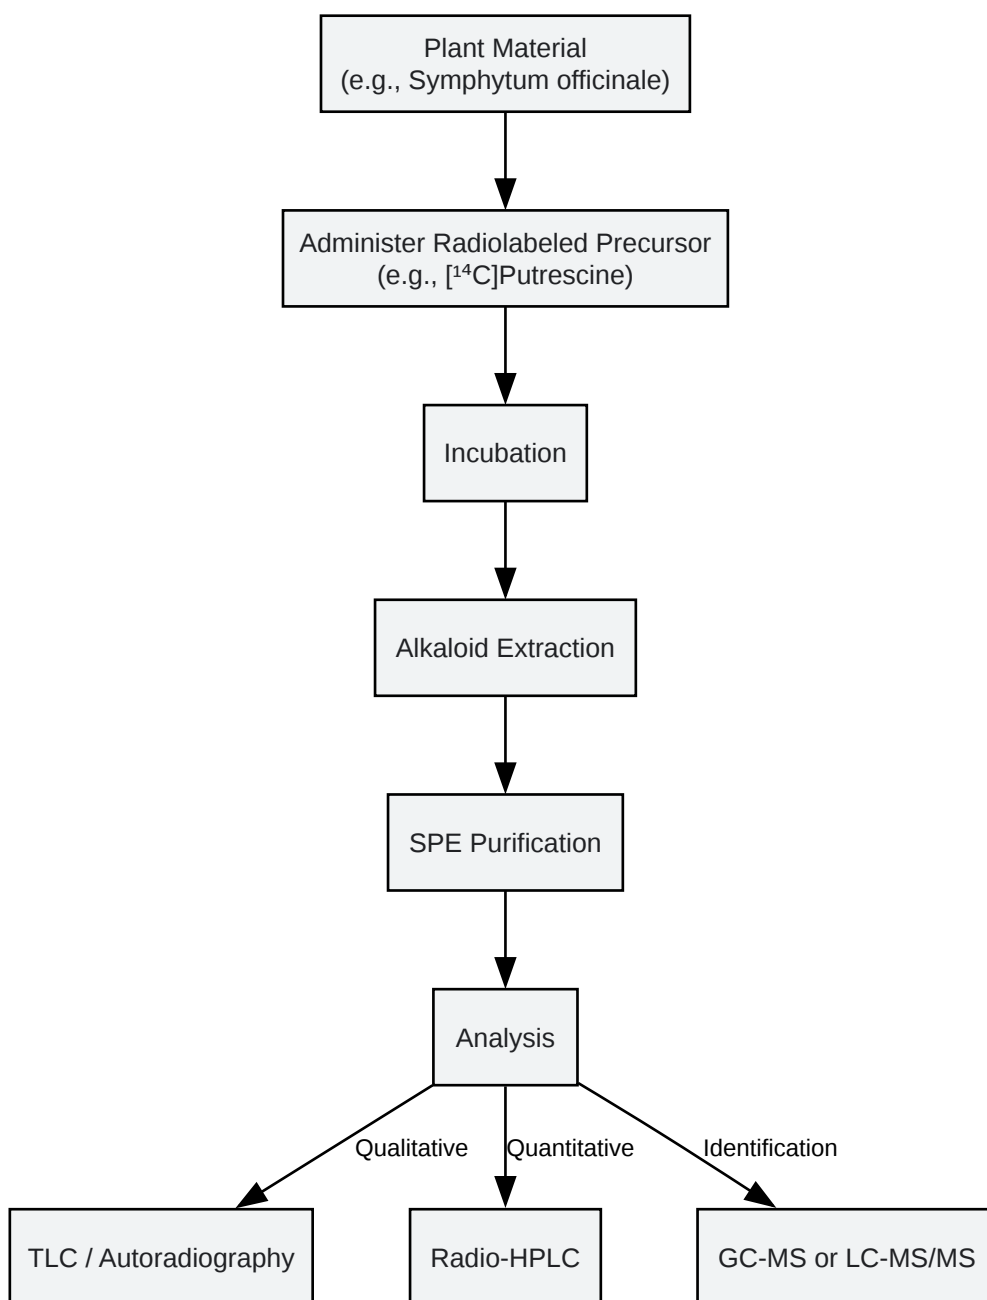 Plant Material
(e.g., Symphytum officinale)
Administer Radiolabeled Precursor
(e.g., [¹⁴C]Putrescine)
Incubation
Alkaloid Extraction
SPE Purification
Analysis
Qualitative
Quantitative
Identification
TLC / Autoradiography
Radio-HPLC
GC-MS or LC-MS/MS